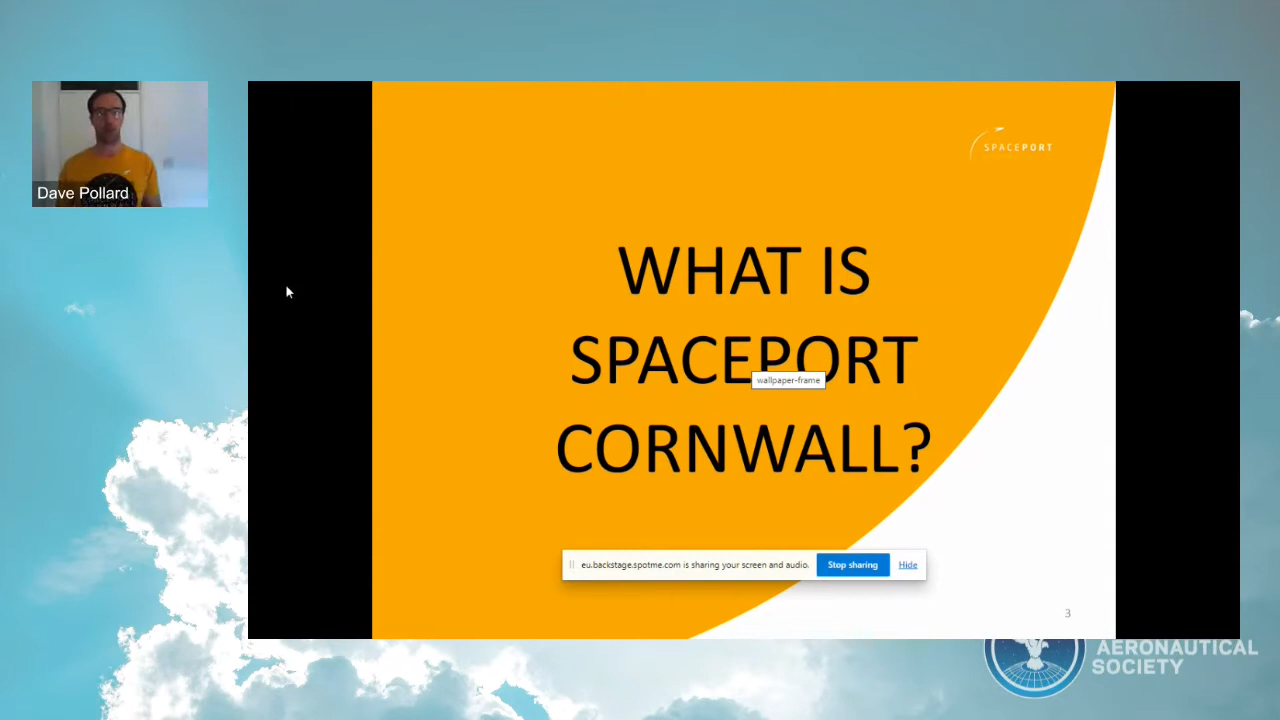 Dave Pollard
SPACEPORT
WHAT IS
SPACEPORT
CORNWALL?
wallpaper-frame
eu.backstage.spotme.com is sharing your screen and audio.
Stop sharing
Hide
3
AERONAUTICAL
SOCIETY